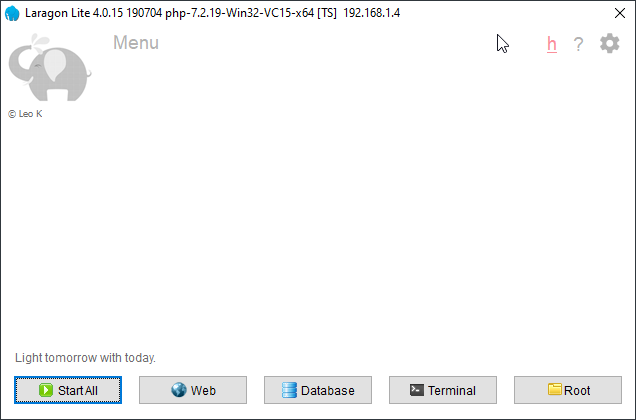 Laragon Lite 4.0.15 190704 php-7.2.19-Win32-VC15-x64 [TS]  192.168.1.4
Menu
h ?
© Leo K
Light tomorrow with today.
Start All Web Database Terminal Root